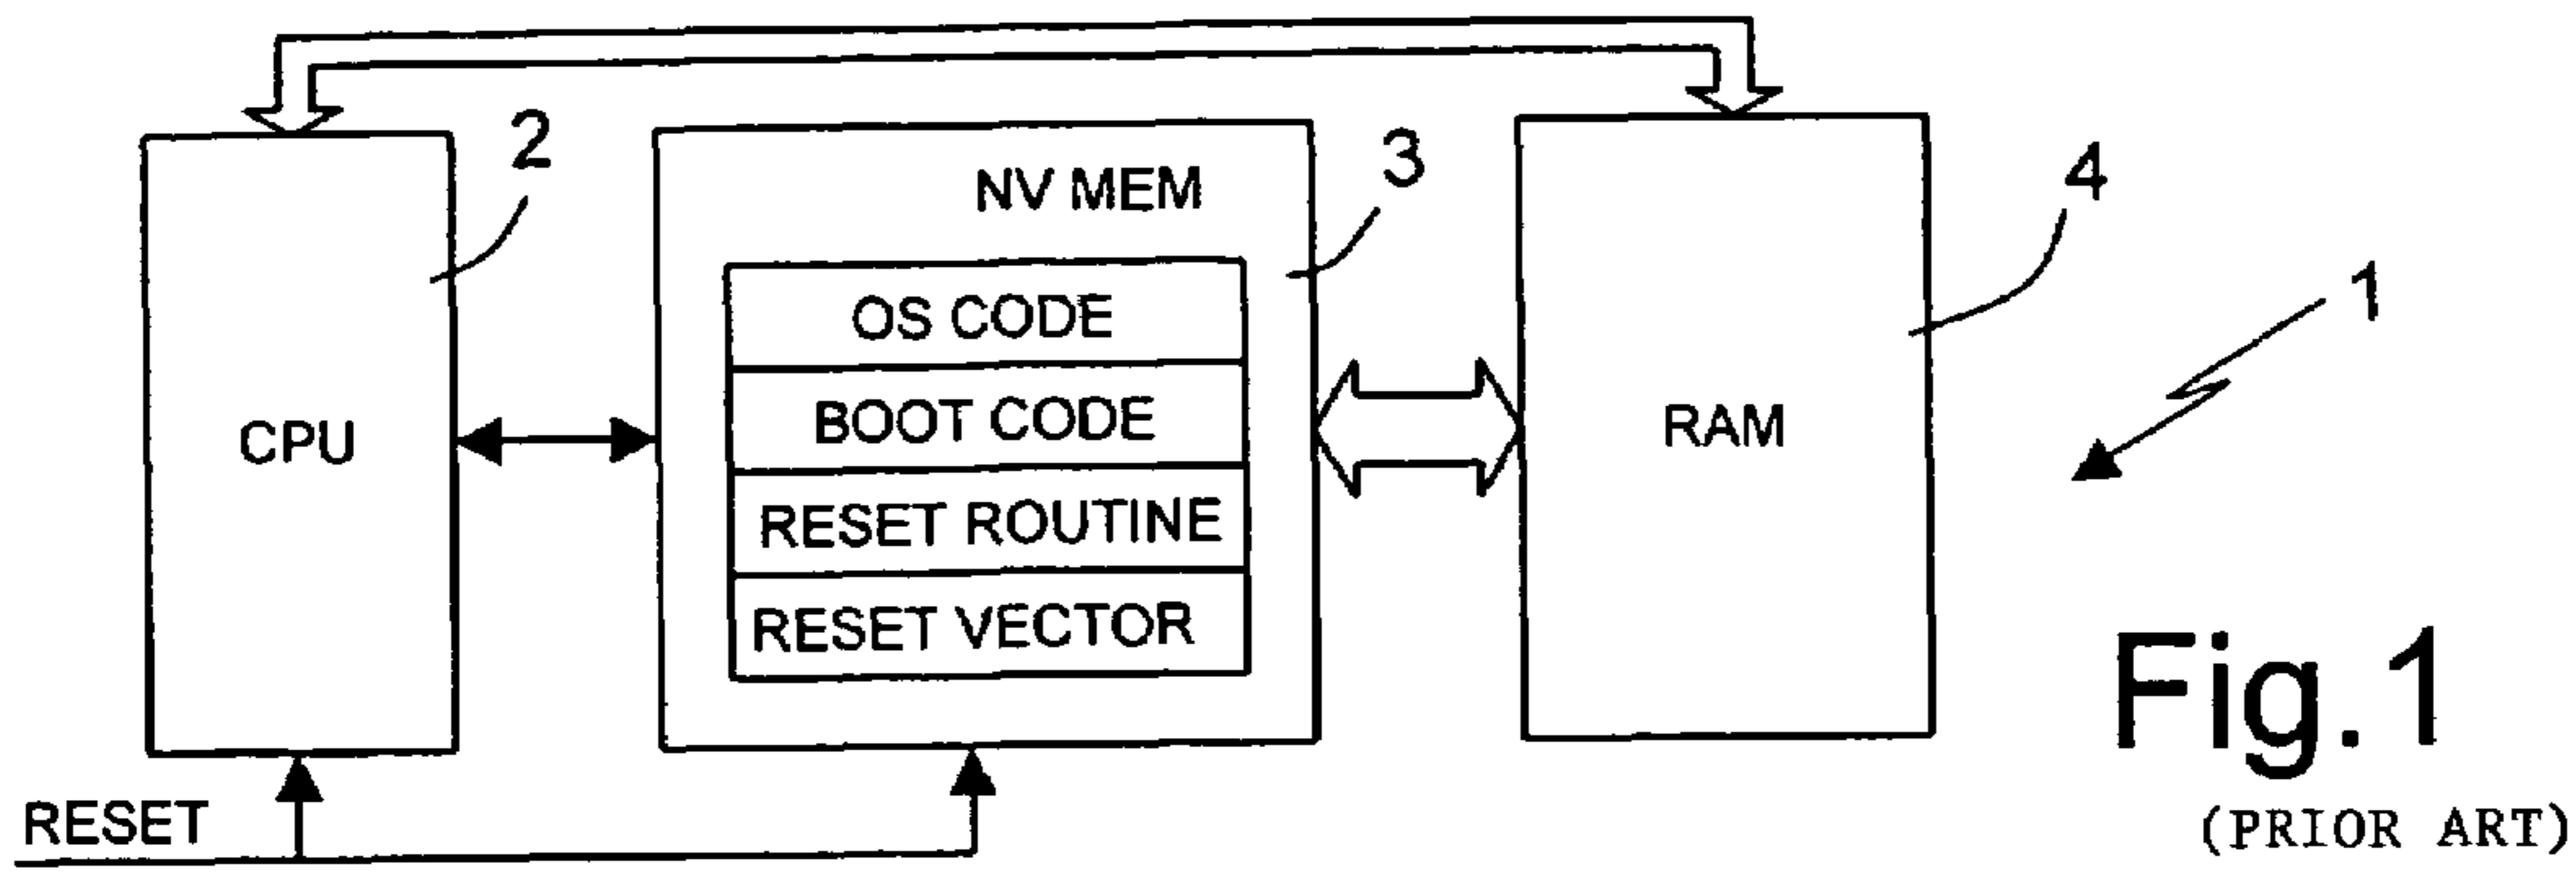 2
3
4
1
NV MEM
OS CODE
BOOT CODE
RESET ROUTINE
RESET VECTOR
CPU
RAM
RESET
Fig.1
(PRIOR ART)